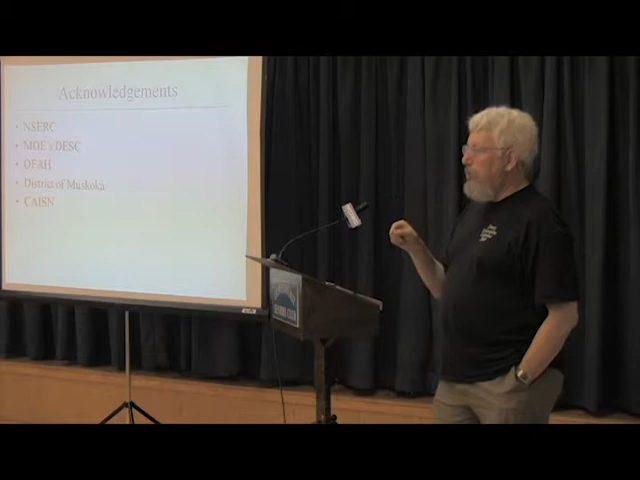 Acknowledgements
• NSERC
• MOE's DESC
• OFAH
• District of Muskoka
• CAISN